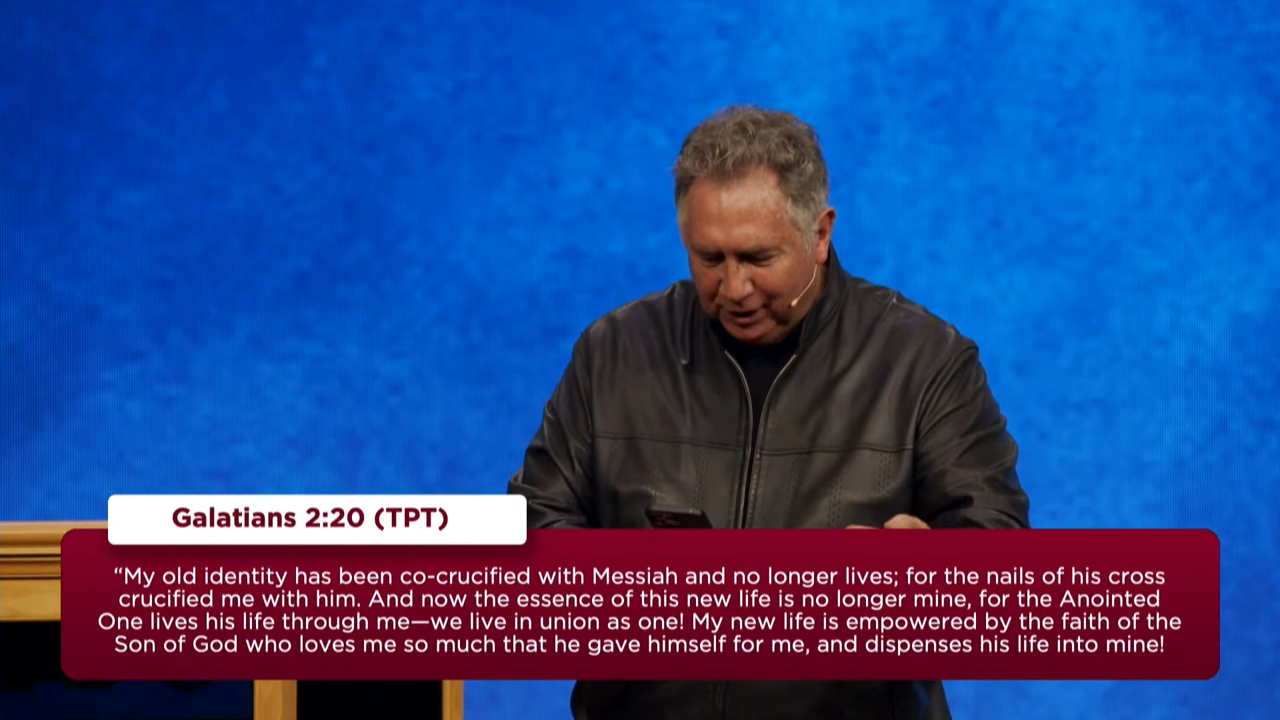 Galatians 2:20 (TPT)
“My old identity has been co-crucified with Messiah and no longer lives; for the nails of his cross
crucified me with him. And now the essence of this new life is no longer mine, for the Anointed
One lives his life through me—we live in union as one! My new life is empowered by the faith of the
Son of God who loves me so much that he gave himself for me, and dispenses his life into mine!